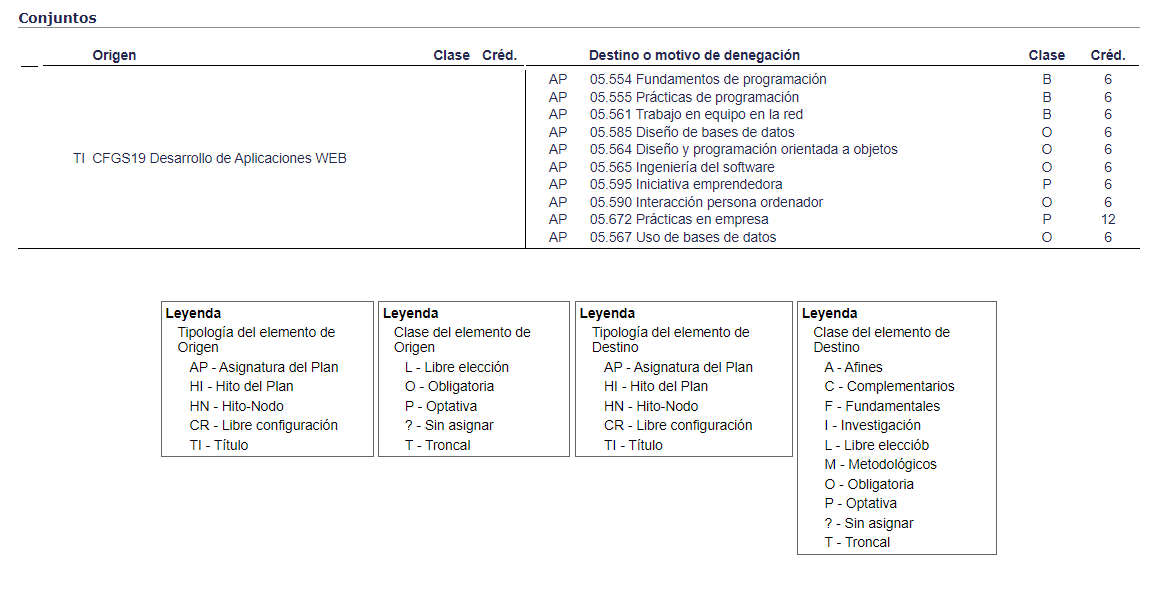 Conjuntos
Origen Clase Créd. Destino o motivo de denegación Clase Créd.
TI CFGS19 Desarrollo de Aplicaciones WEB
AP 05.554 Fundamentos de programación B 6
AP 05.555 Prácticas de programación B 6
AP 05.561 Trabajo en equipo en la red B 6
AP 05.585 Diseño de bases de datos O 6
AP 05.564 Diseño y programación orientada a objetos O 6
AP 05.565 Ingeniería del software O 6
AP 05.595 Iniciativa emprendedora P 6
AP 05.590 Interacción persona ordenador O 6
AP 05.672 Prácticas en empresa P 12
AP 05.567 Uso de bases de datos O 6
Leyenda
Tipología del elemento de
Origen
AP - Asignatura del Plan
HI - Hito del Plan
HN - Hito-Nodo
CR - Libre configuración
TI - Título
Leyenda
Clase del elemento de
Origen
L - Libre elección
O - Obligatoria
P - Optativa
? - Sin asignar
T - Troncal
Leyenda
Tipología del elemento de
Destino
AP - Asignatura del Plan
HI - Hito del Plan
HN - Hito-Nodo
CR - Libre configuración
TI - Título
Leyenda
Clase del elemento de
Destino
A - Afines
C - Complementarios
F - Fundamentales
I - Investigación
L - Libre elecciób
M - Metodológicos
O - Obligatoria
P - Optativa
? - Sin asignar
T - Troncal